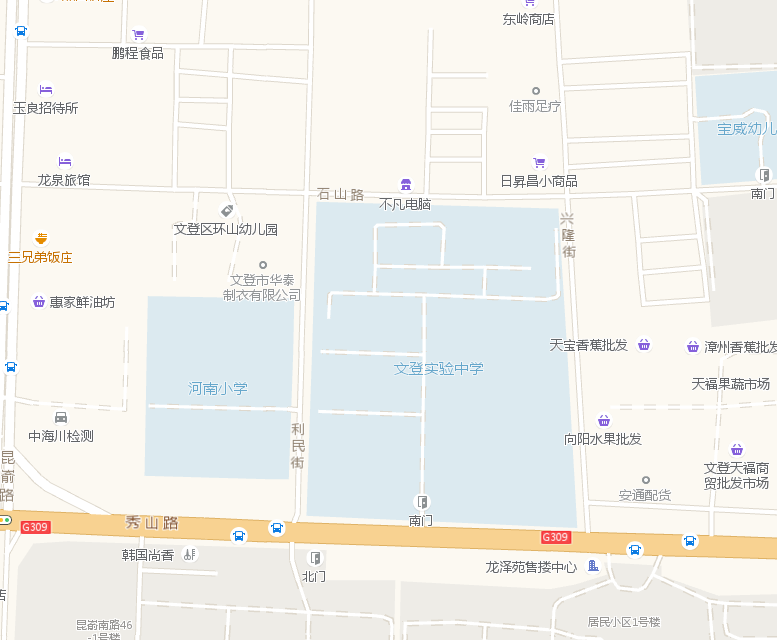 东岭商店
鹏程食品
玉良招待所
佳雨足疗
宝威幼儿
龙泉旅馆
日昇昌小商品
石山路
不凡电脑
南门
文登区环山幼儿园
兴隆街
三兄弟饭庄
文登市华泰
制衣有限公司
惠家鲜油坊
天宝香蕉批发
漳州香蕉批发
文登实验中学
河南小学
天福果蔬市场
中海川检测
利民街
向阳水果批发
昆嵛路
文登天福商
贸批发市场
安通配货
南门
秀山路
G309
G309
韩国尚香
北门
龙泽苑售搂中心
店
昆嵛南路46
-1号楼
居民小区1号楼